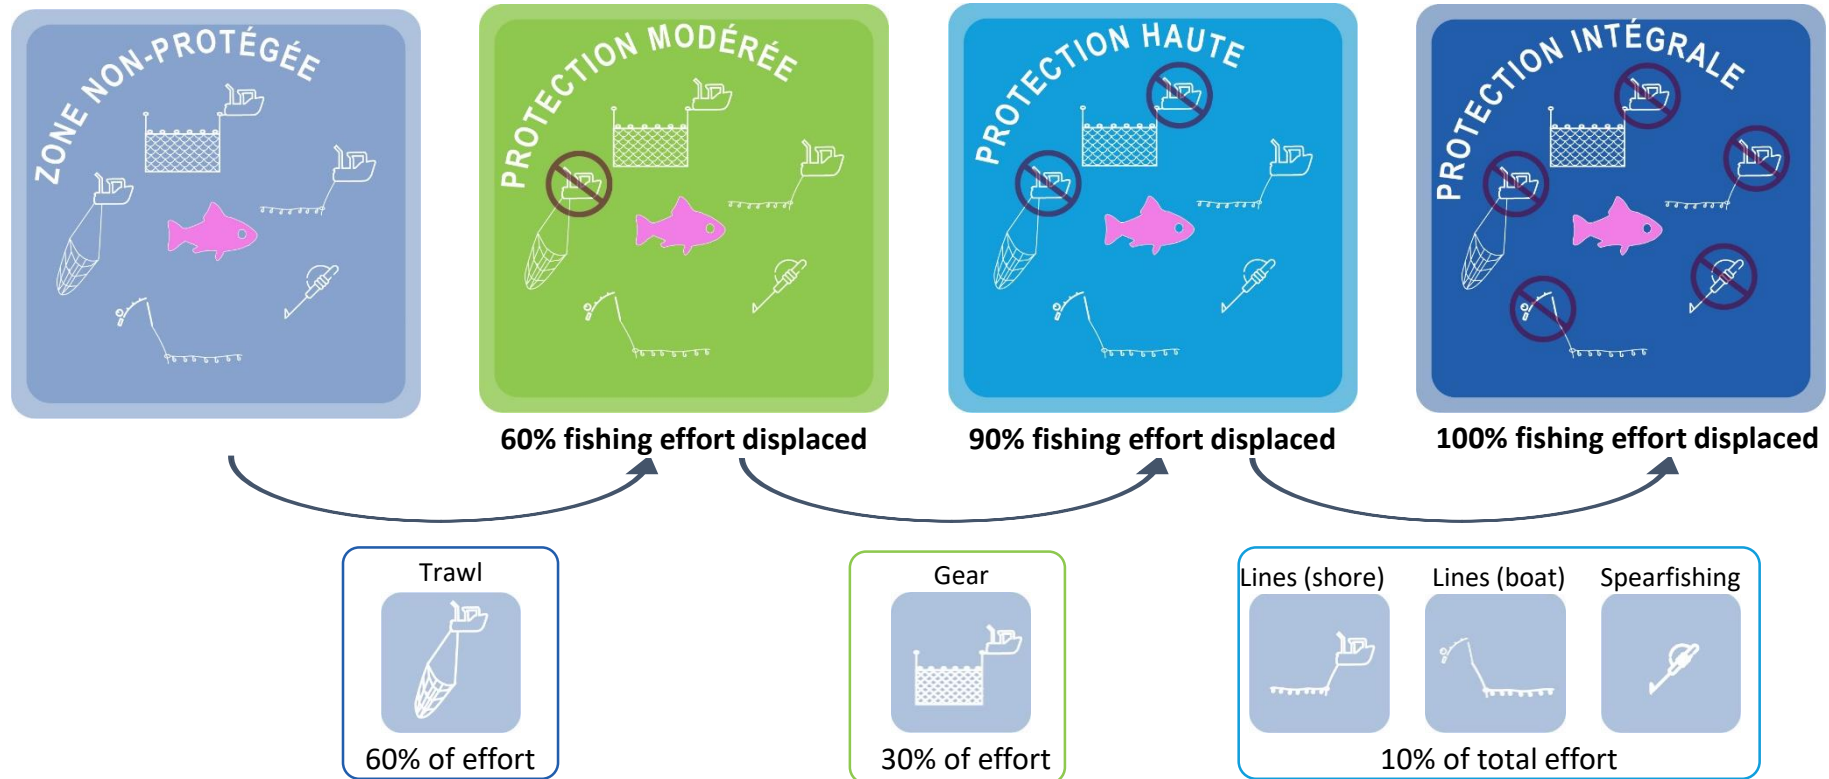 ZONE NON-PROTÉGÉE
PROTECTION MODÉRÉE
PROTECTION HAUTE
PROTECTION INTÉGRALE
60% fishing effort displaced
90% fishing effort displaced
100% fishing effort displaced
Trawl
60% of effort
Gear
30% of effort
Lines (shore)
Lines (boat)
Spearfishing
10% of total effort